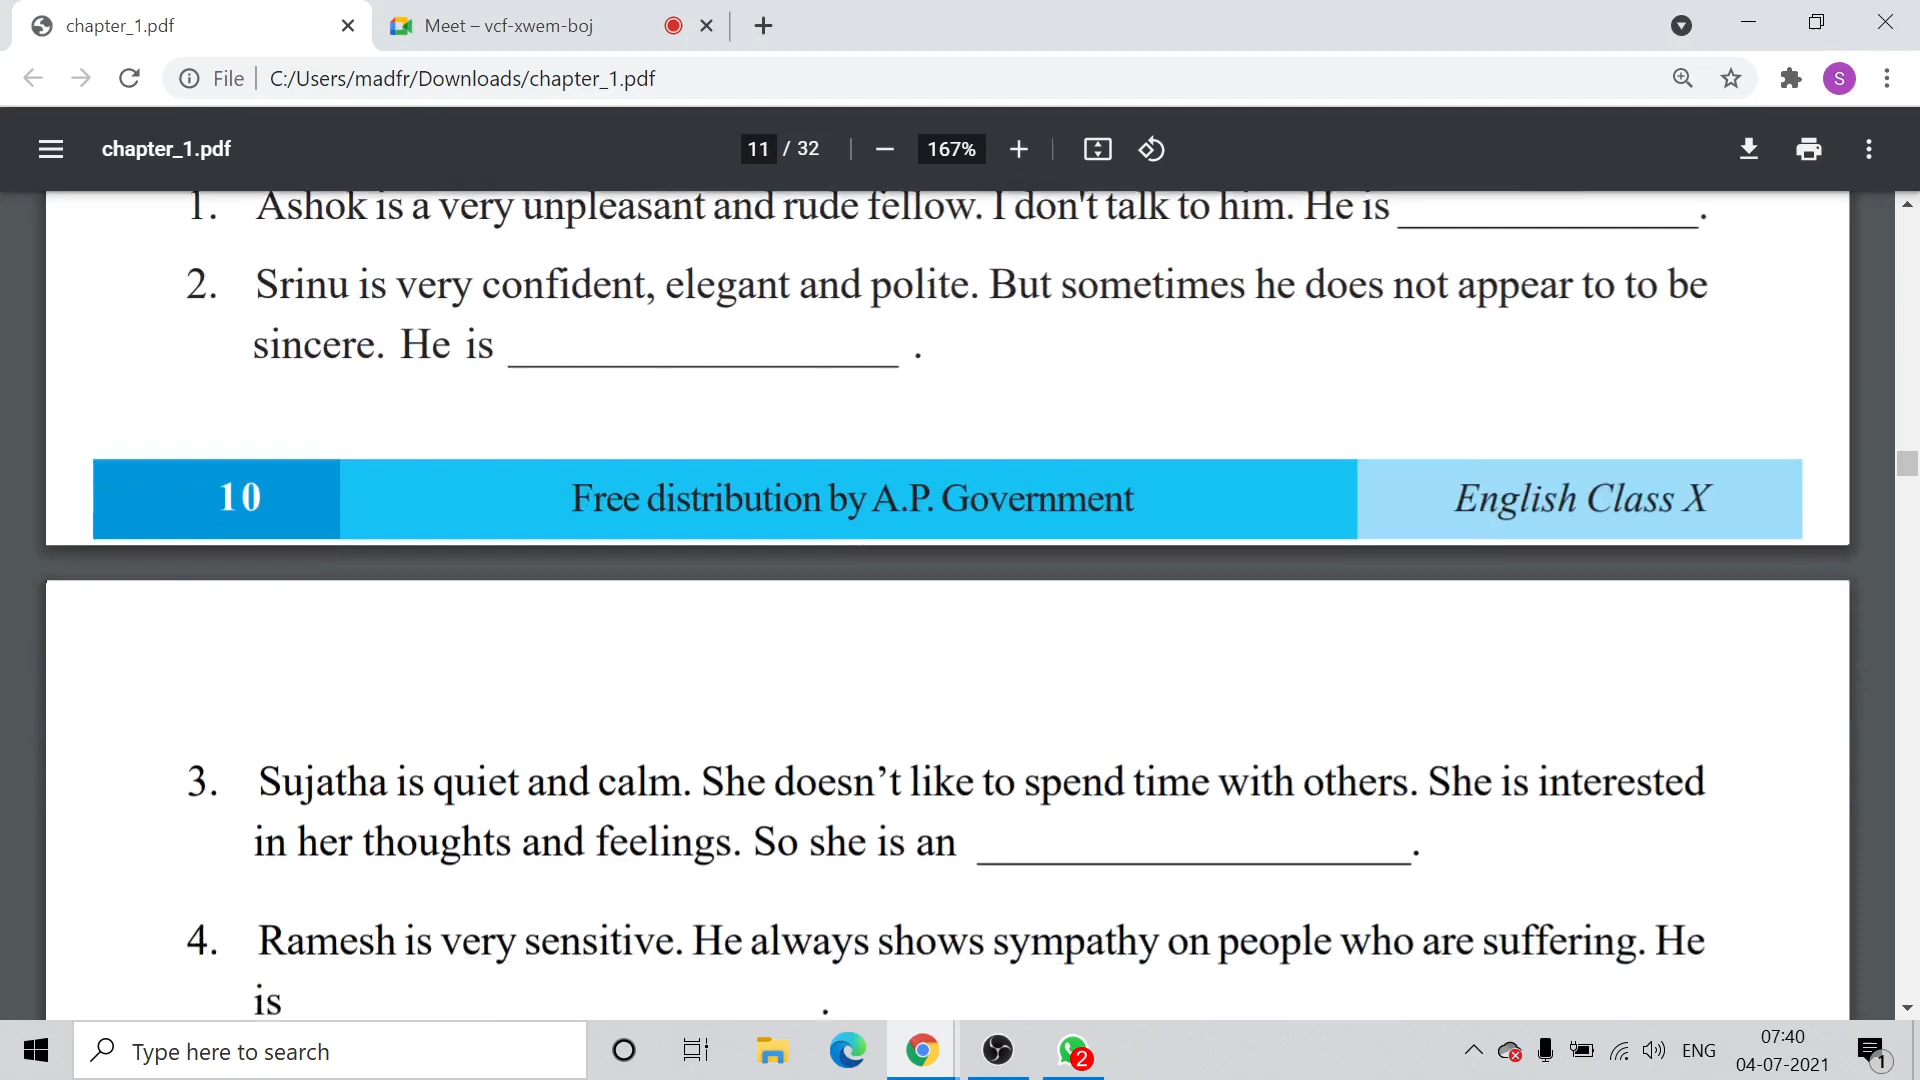 chapter_1.pdf
Meet – vcf-xwem-boj
File
C:/Users/madfr/Downloads/chapter_1.pdf
S
chapter_1.pdf
11 / 32
167%
1. Ashok is a very unpleasant and rude fellow. I don't talk to him. He is ____________.
2. Srinu is very confident, elegant and polite. But sometimes he does not appear to to be
sincere. He is ________________ .
10
Free distribution by A.P. Government
English Class X
3. Sujatha is quiet and calm. She doesn’t like to spend time with others. She is interested
in her thoughts and feelings. So she is an __________________.
4. Ramesh is very sensitive. He always shows sympathy on people who are suffering. He
is .
Type here to search
2
ENG
07:40
04-07-2021
1